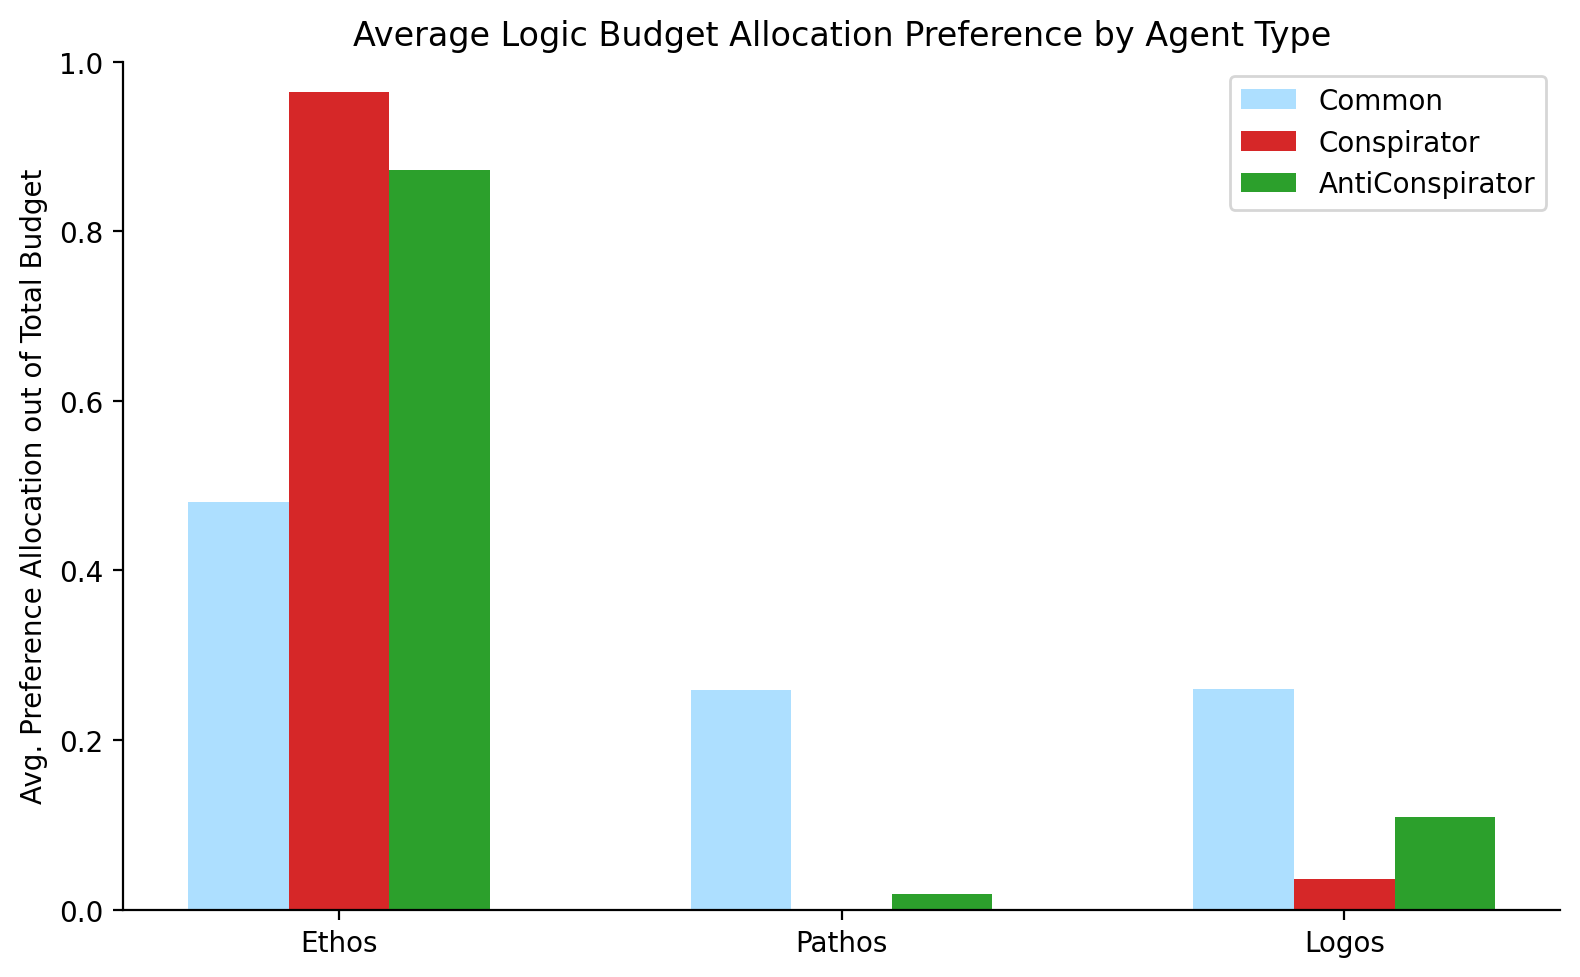 Average Logic Budget Allocation Preference by Agent Type
Avg. Preference Allocation out of Total Budget
1.0
0.8
0.6
0.4
0.2
0.0
Common
Conspirator
AntiConspirator
Ethos
Pathos
Logos